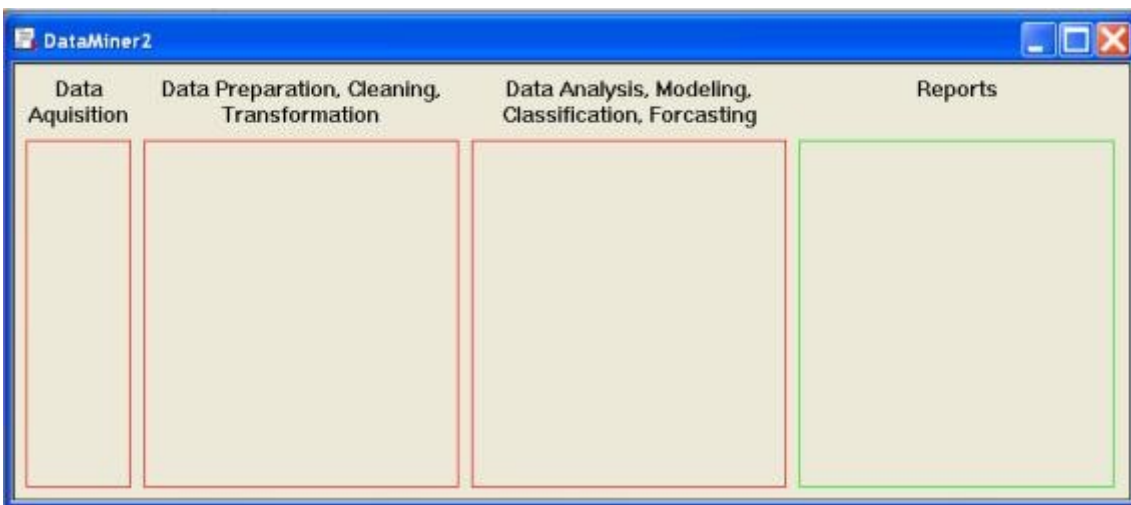 DataMiner2
Data
Aquisition
Data Preparation, Cleaning,
Transformation
Data Analysis, Modeling,
Classification, Forcasting
Reports